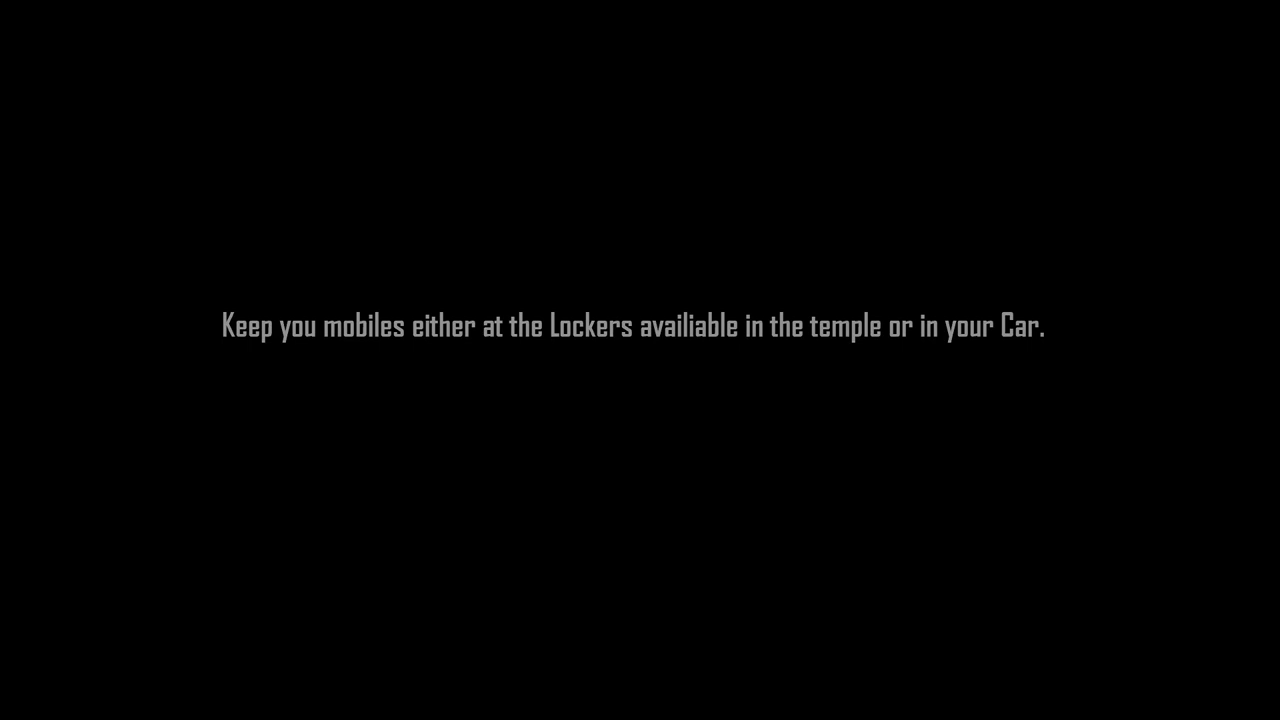 Keep you mobiles either at the Lockers availiable in the temple or in your Car.